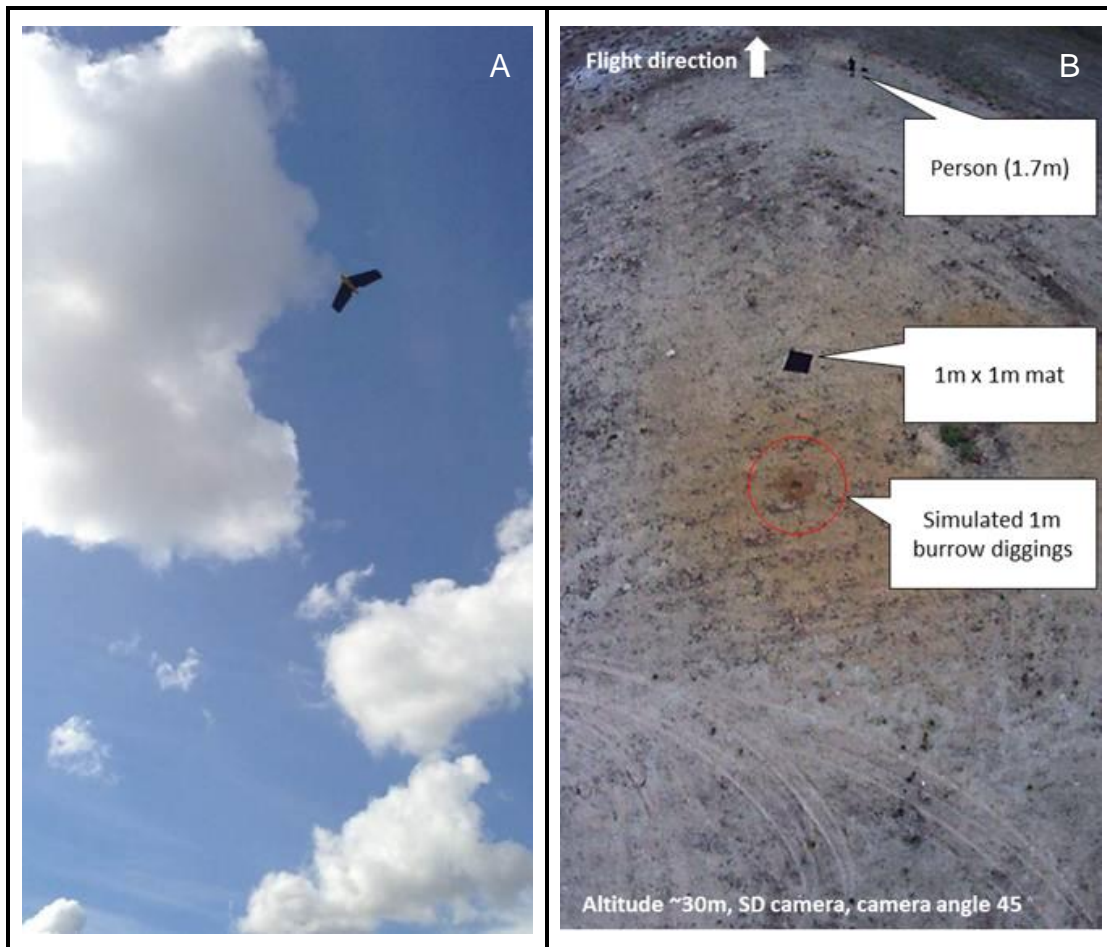 A
Flight direction
B
Person (1.7m)
1m x 1m mat
Simulated 1m
burrow diggings
Altitude ~30m, SD camera, camera angle 45